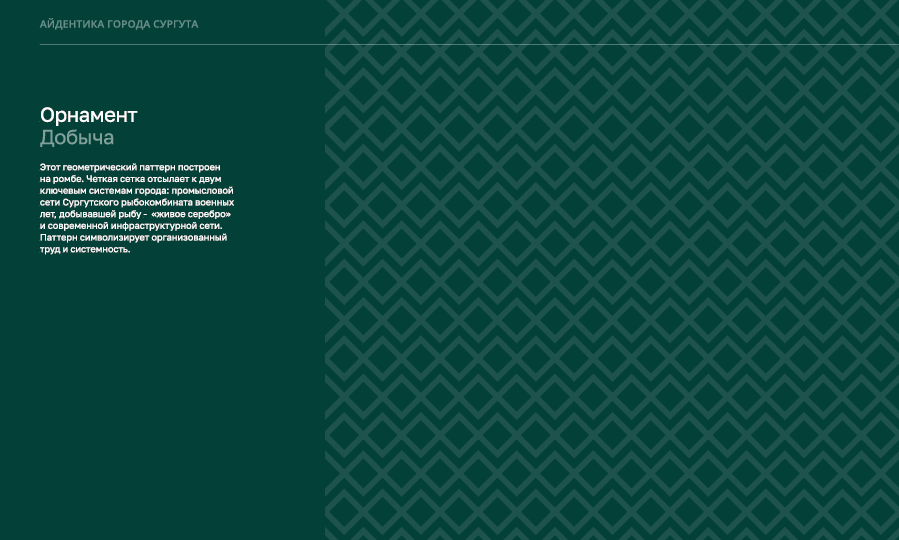 АЙДЕНТИКА ГОРОДА СУРГУТА
Орнамент
Добыча
Этот геометрический паттерн построен
на ромбе. Четкая сетка отсылает к двум
ключевым системам города: промысловой
сети Сургутского рыбокомбината военных
лет, добывавшей рыбу - «живое серебро»
и современной инфраструктурной сети.
Паттерн символизирует организованный
труд и системность.